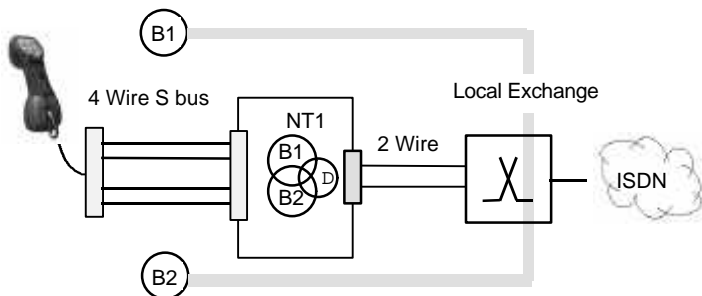 B1
Local Exchange
4 Wire S bus
NT1
2 Wire
B1
D
B2
ISDN
B2